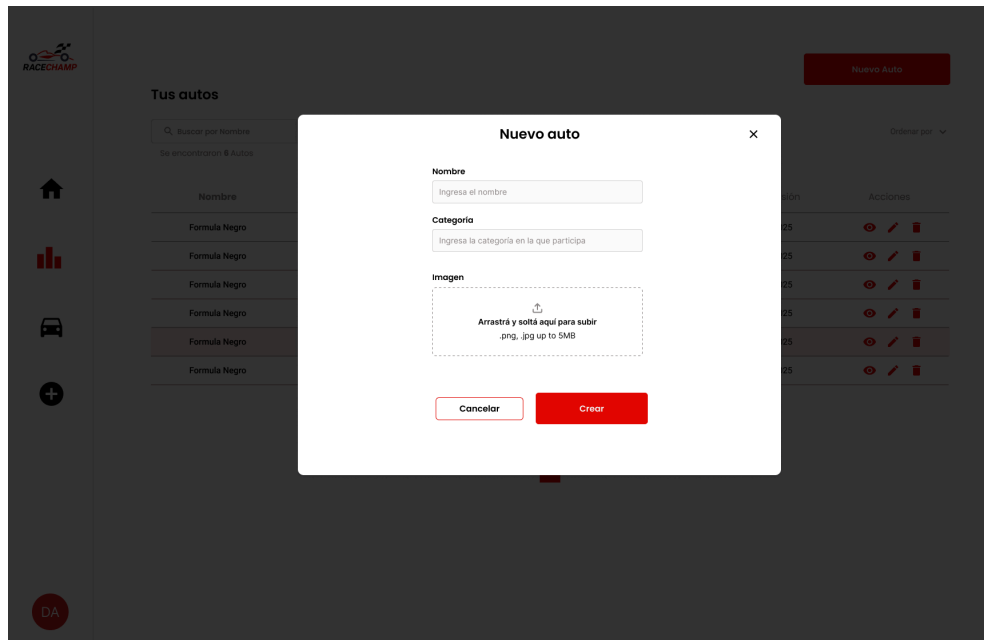 RACECHAMP
Nuevo Auto
Tus autos
Buscar por Nombre
Ordenar por
Se encontraron 6 Autos
Nuevo auto
Nombre
Ingresa el nombre
Categoría
Ingresa la categoría en la que participa
Imagen
Arrastrá y soltá aquí para subir
.png, .jpg up to 5MB
Cancelar
Crear
Nombre
Acciones
Formula Negro
Formula Negro
Formula Negro
Formula Negro
Formula Negro
Formula Negro
DA